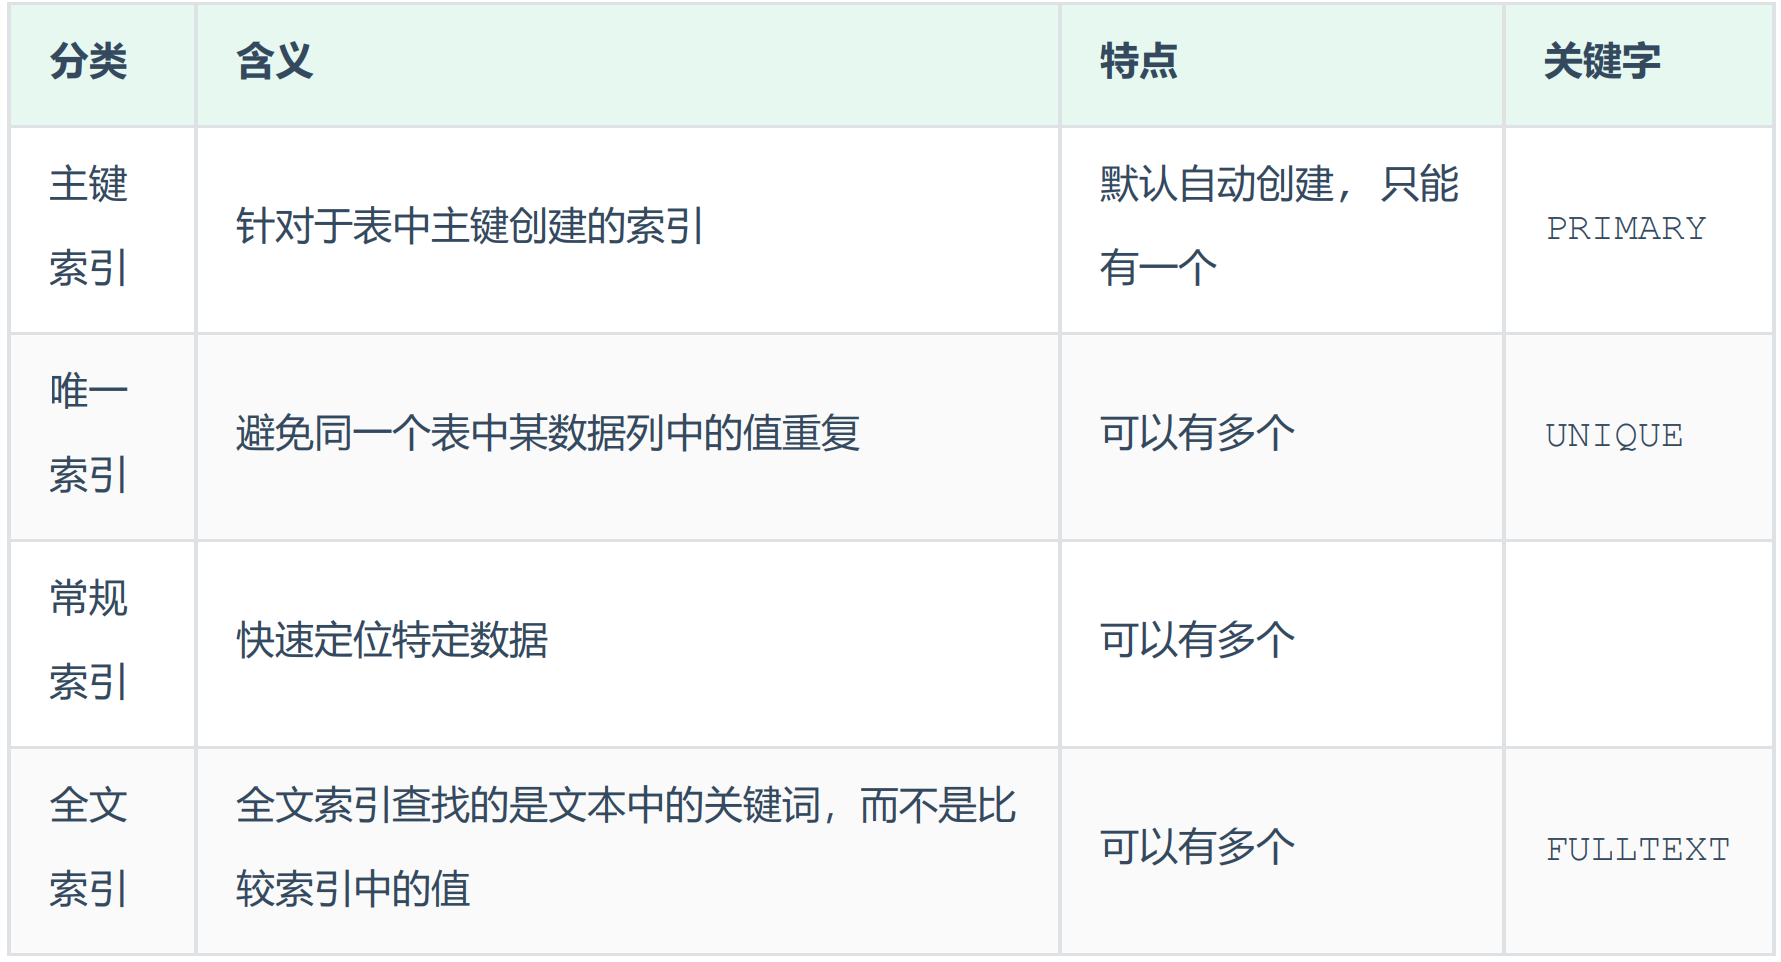 分类 含义 特点 关键字
主键
索引
针对于表中主键创建的索引
默认自动创建, 只能
有一个
PRIMARY
唯一
索引
避免同一个表中某数据列中的值重复
可以有多个
UNIQUE
常规
索引
快速定位特定数据
可以有多个
全文
索引
全文索引查找的是文本中的关键词，而不是比
较索引中的值
可以有多个
FULLTEXT